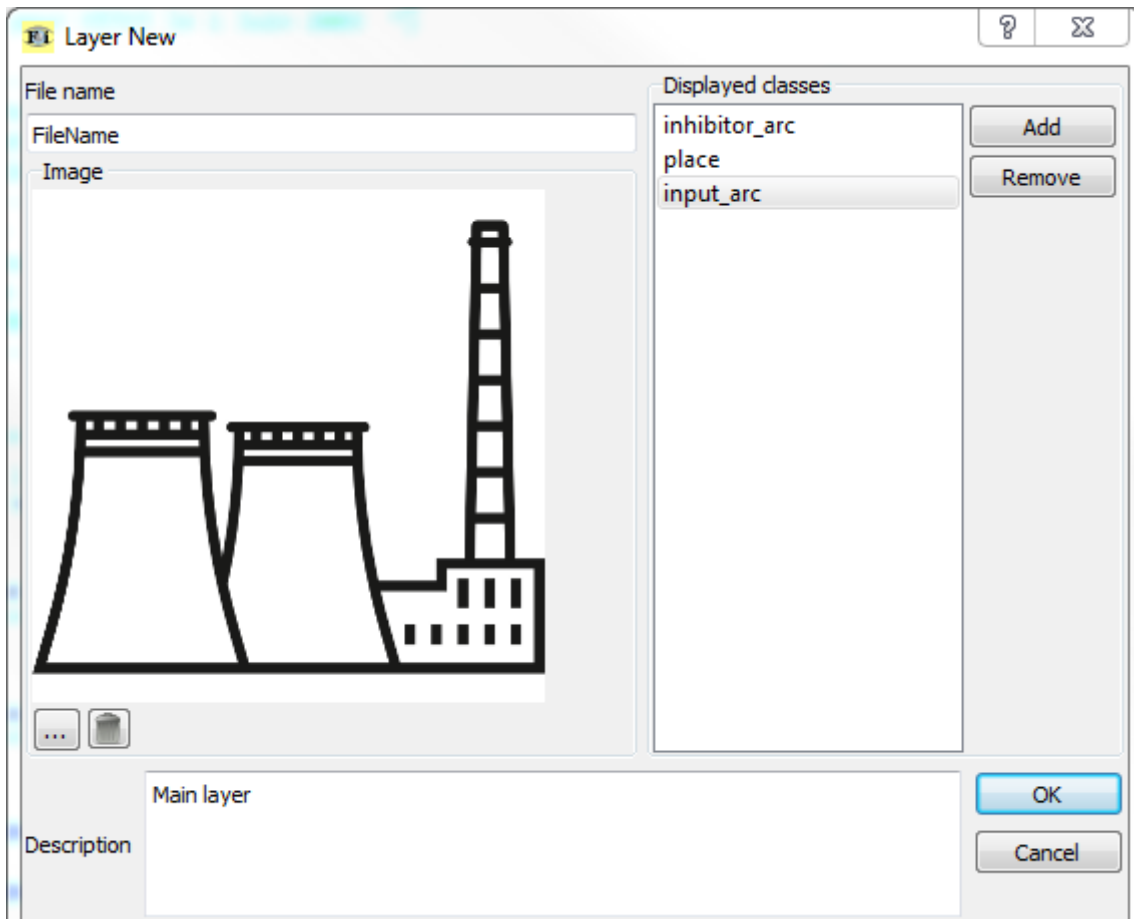 Fi Layer New
File name
FileName
Image
...
Displayed classes
inhibitor_arc
place
input_arc
Add
Remove
Description
Main layer
OK
Cancel